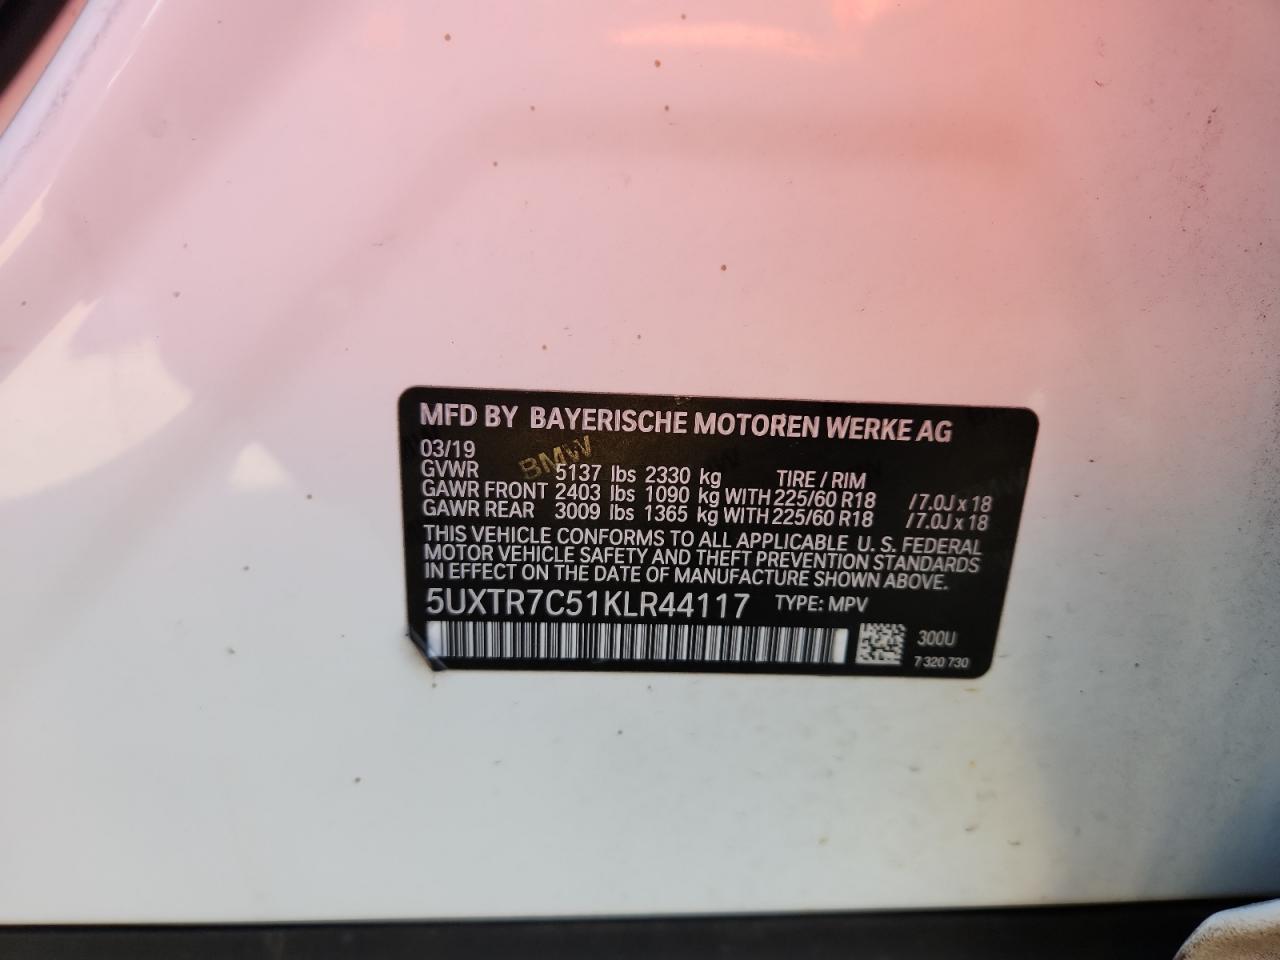 MFD BY BAYERISCHE MOTOREN WERKE AG
03/19
BMW
GVWR 5137 lbs 2330 kg TIRE / RIM
GAWR FRONT 2403 lbs 1090 kg WITH 225/60 R18 / 7.0J x 18
GAWR REAR 3009 lbs 1365 kg WITH 225/60 R18 / 7.0J x 18
THIS VEHICLE CONFORMS TO ALL APPLICABLE U. S. FEDERAL
MOTOR VEHICLE SAFETY AND THEFT PREVENTION STANDARDS
IN EFFECT ON THE DATE OF MANUFACTURE SHOWN ABOVE.
5UXTR7C51KLR44117 TYPE: MPV
300U
7 320 730